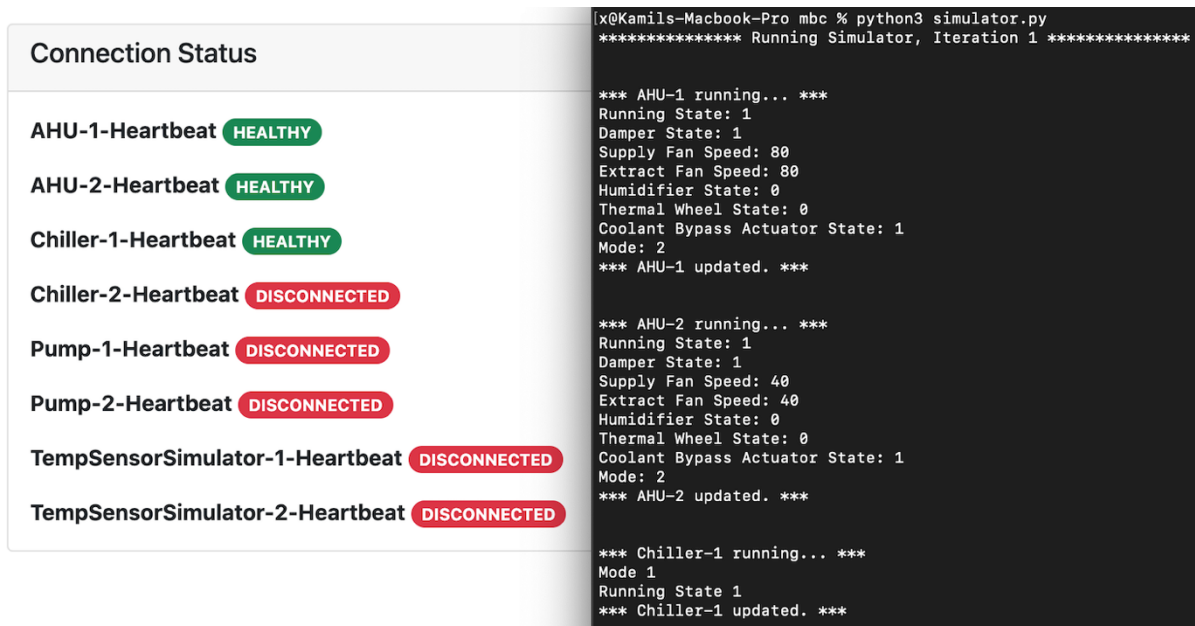 Connection Status
AHU-1-Heartbeat HEALTHY
AHU-2-Heartbeat HEALTHY
Chiller-1-Heartbeat HEALTHY
Chiller-2-Heartbeat DISCONNECTED
Pump-1-Heartbeat DISCONNECTED
Pump-2-Heartbeat DISCONNECTED
TempSensorSimulator-1-Heartbeat DISCONNECTED
TempSensorSimulator-2-Heartbeat DISCONNECTED
[x@Kamils-Macbook-Pro mbc % python3 simulator.py
*************** Running Simulator, Iteration 1 ***************
*** AHU-1 running... ***
Running State: 1
Damper State: 1
Supply Fan Speed: 80
Extract Fan Speed: 80
Humidifier State: 0
Thermal Wheel State: 0
Coolant Bypass Actuator State: 1
Mode: 2
*** AHU-1 updated. ***
*** AHU-2 running... ***
Running State: 1
Damper State: 1
Supply Fan Speed: 40
Extract Fan Speed: 40
Humidifier State: 0
Thermal Wheel State: 0
Coolant Bypass Actuator State: 1
Mode: 2
*** AHU-2 updated. ***
*** Chiller-1 running... ***
Mode 1
Running State 1
*** Chiller-1 updated. ***